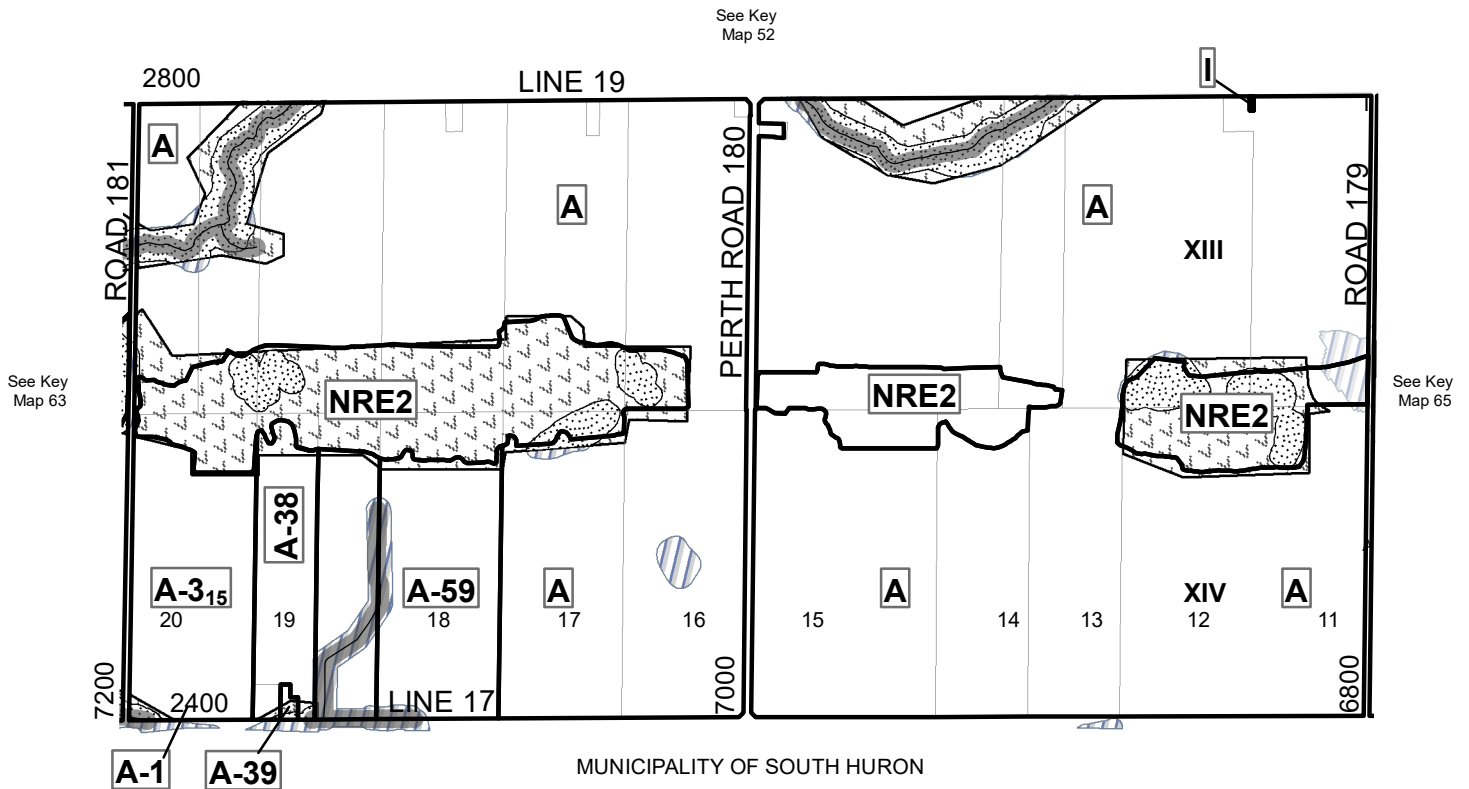 See Key
Map 52
I
2800
LINE 19
A
ROAD 181
PERTH ROAD 180
ROAD 179
A
A
XIII
See Key
Map 63
NRE2
NRE2
NRE2
See Key
Map 65
A-38
A-3₁₅
A-59
A
A
XIV
A
20
19
18
17
16
15
14
13
12
11
7200
2400
LINE 17
7000
6800
A-1
A-39
MUNICIPALITY OF SOUTH HURON